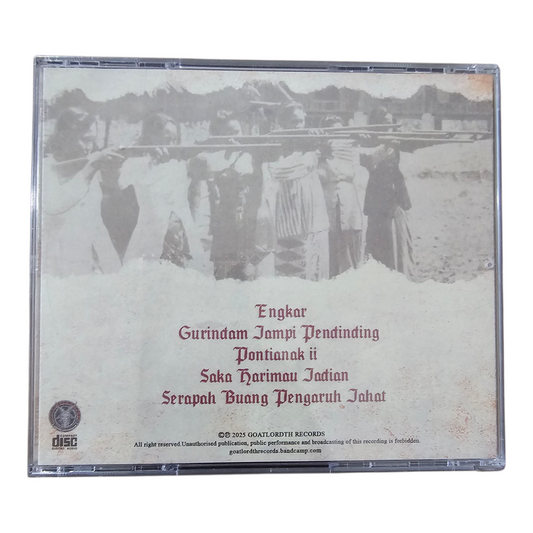 Engkar
Gurindam Jampi Pendinding
Pontianak ii
Saka Harimau Jadian
Serapah Buang Pengaruh Jahat
©℗ 2025 GOATLORDTH RECORDS
All right reserved.Unauthorised publication, public performance and broadcasting of this recording is forbidden.
goatlordthrecords.bandcamp.com
disc